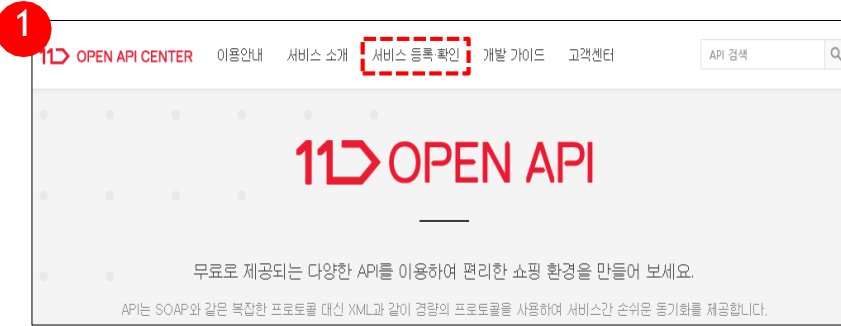 1
11 OPEN API CENTER 이용안내 서비스 소개 서비스 등록·확인 개발 가이드 고객센터 API 검색
11 OPEN API
무료로 제공되는 다양한 API를 이용하여 편리한 쇼핑 환경을 만들어 보세요.
API는 SOAP와 같은 복잡한 프로토콜 대신 XML과 같이 경량의 프로토콜을 사용하여 서비스간 손쉬운 동기화를 제공합니다.